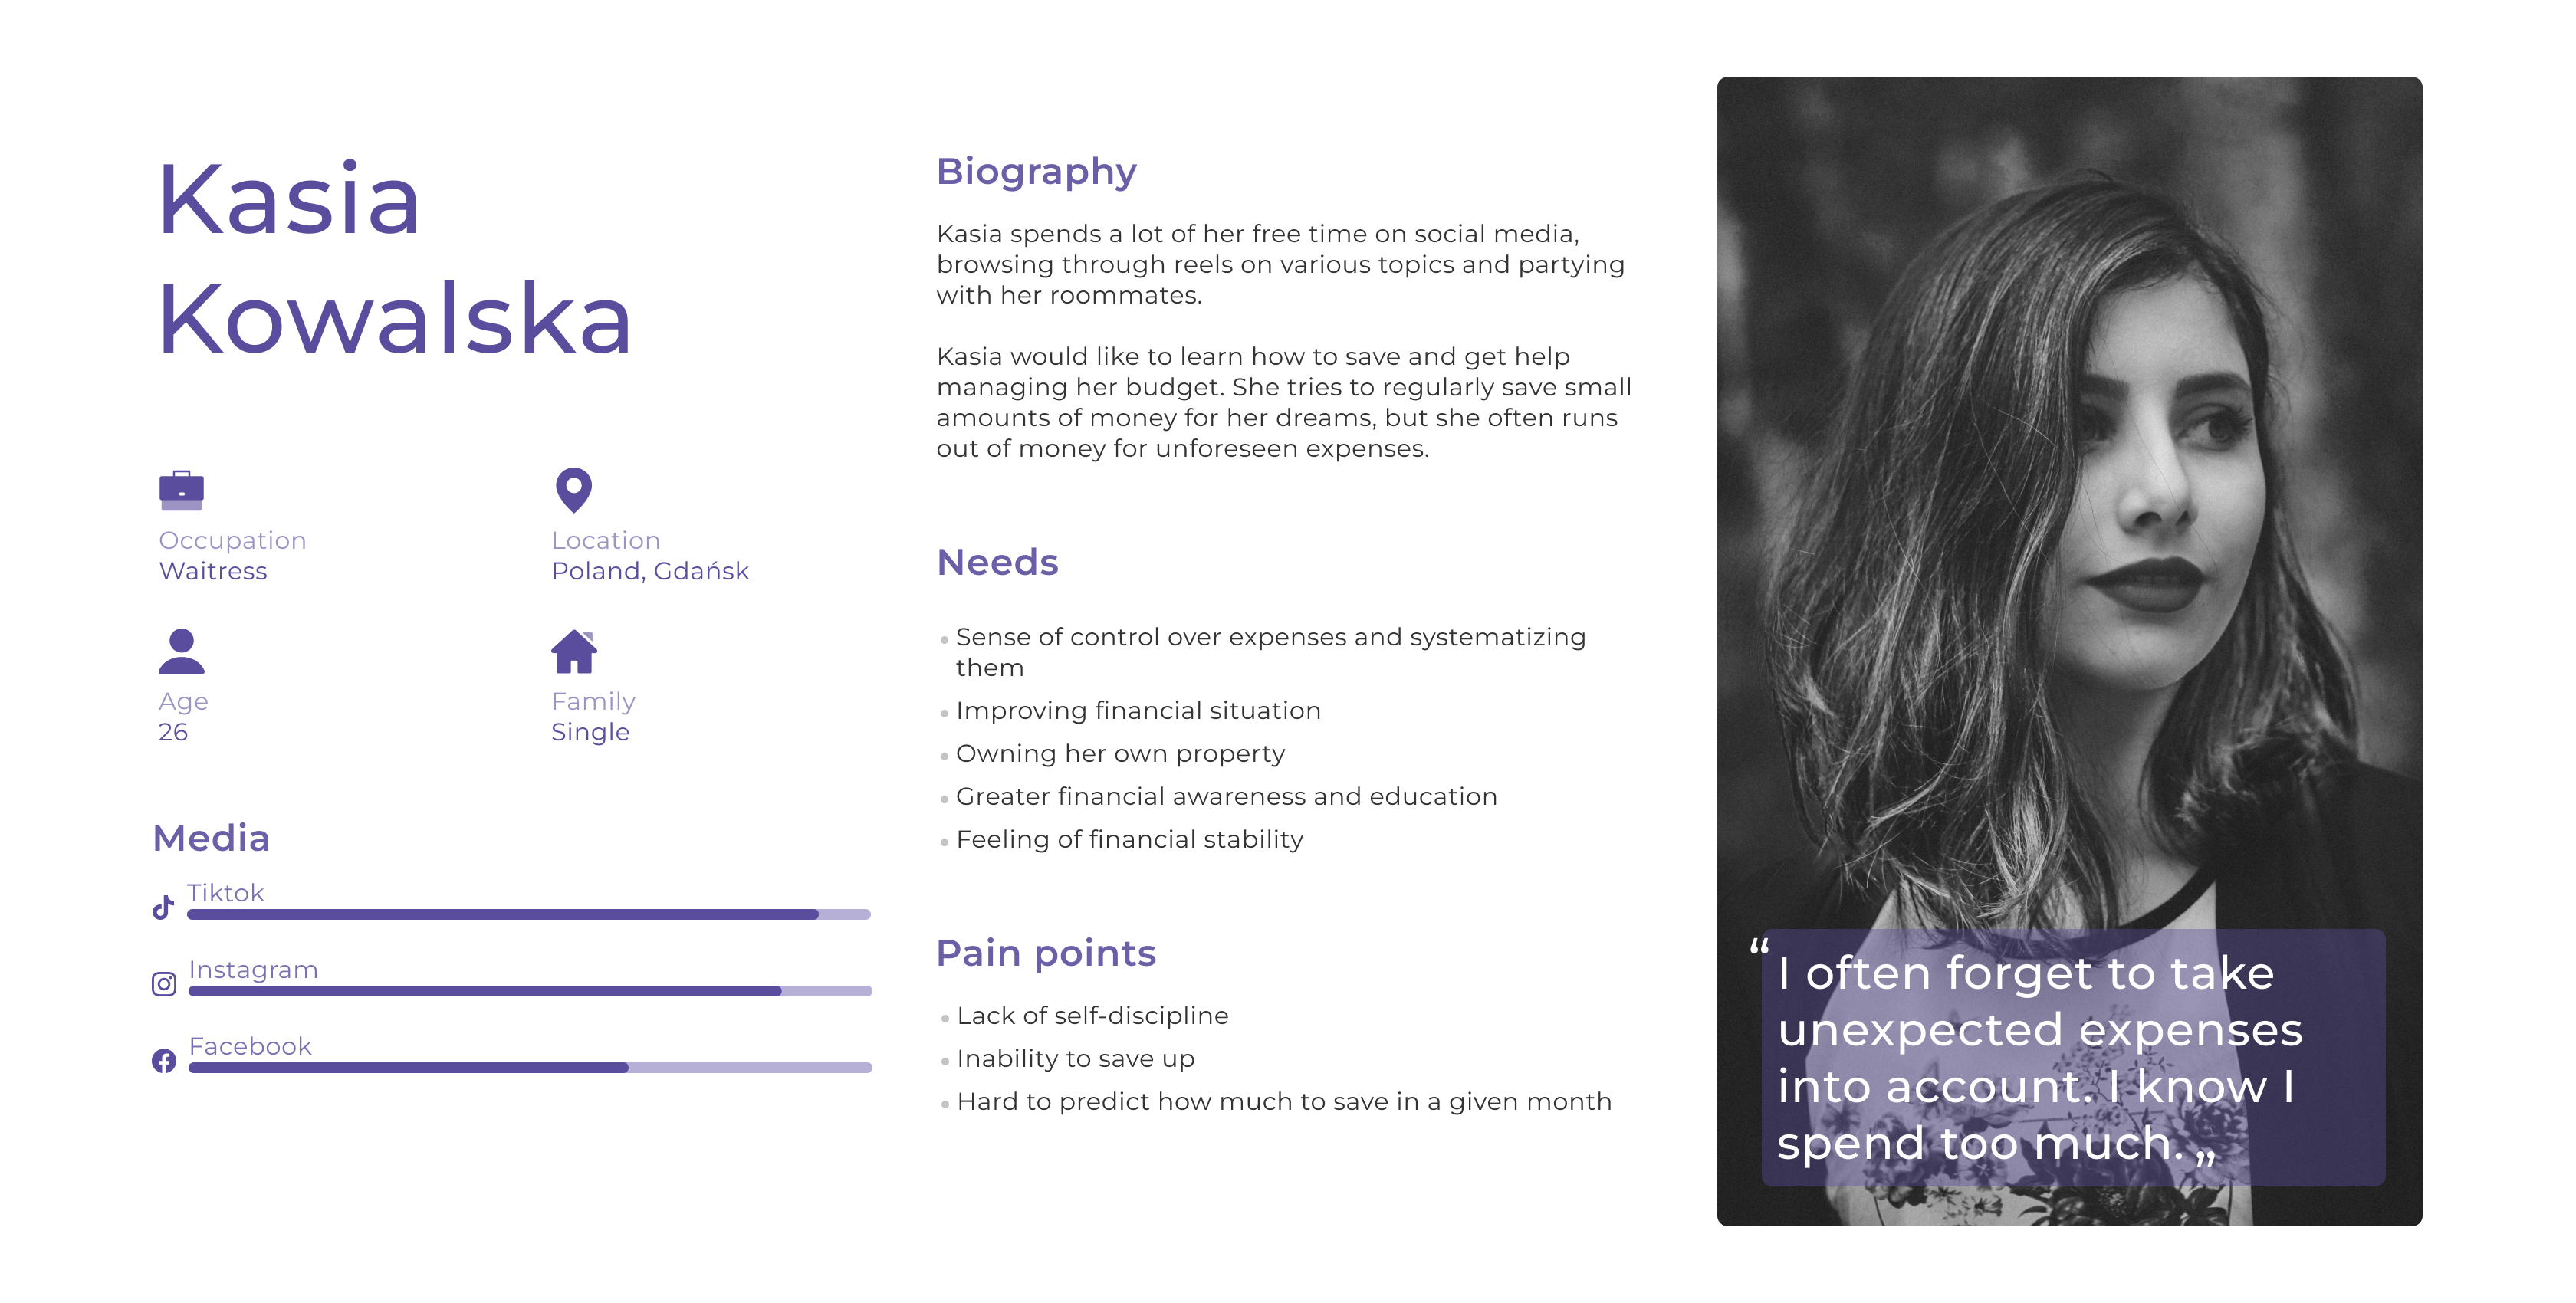 Kasia
Kowalska
Occupation
Waitress
Location
Poland, Gdańsk
Age
26
Family
Single
Media
Tiktok
Instagram
Facebook
Biography
Kasia spends a lot of her free time on social media,
browsing through reels on various topics and partying
with her roommates.
Kasia would like to learn how to save and get help
managing her budget. She tries to regularly save small
amounts of money for her dreams, but she often runs
out of money for unforeseen expenses.
Needs
• Sense of control over expenses and systematizing
them
• Improving financial situation
• Owning her own property
• Greater financial awareness and education
• Feeling of financial stability
Pain points
• Lack of self-discipline
• Inability to save up
• Hard to predict how much to save in a given month
“I often forget to take
unexpected expenses
into account. I know I
spend too much.„